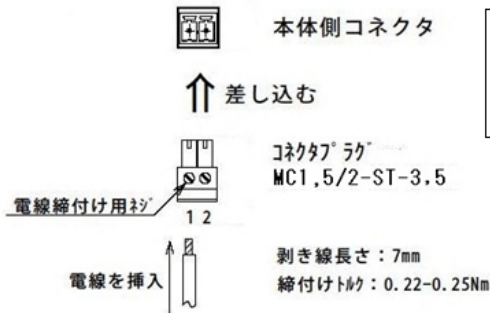 本体側コネクタ
差し込む
コネクタプラグ
MC1,5/2-ST-3.5
電線締付け用ネジ
1 2
電線を挿入
剥き線長さ：7mm
締付けトルク：0.22-0.25Nm